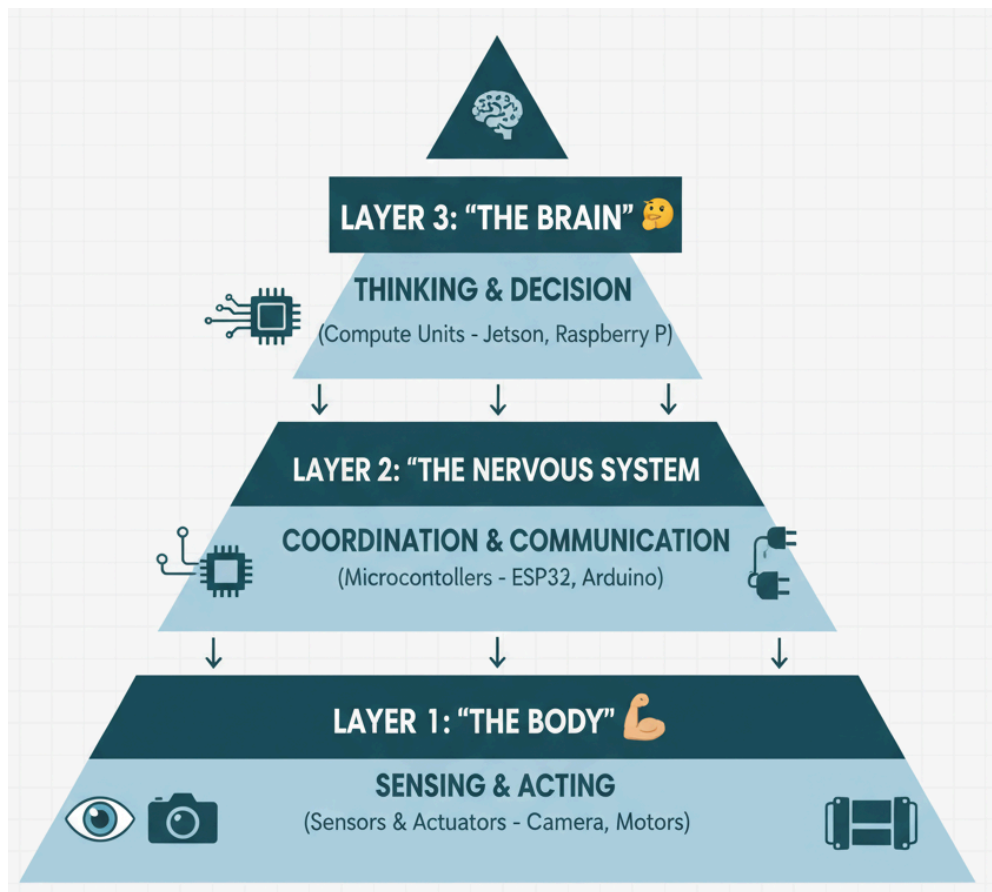 LAYER 3: “THE BRAIN” 🤔
THINKING & DECISION
(Compute Units - Jetson, Raspberry P)
LAYER 2: “THE NERVOUS SYSTEM
COORDINATION & COMMUNICATION
(Microcontollers - ESP32, Arduino)
LAYER 1: “THE BODY” 💪
SENSING & ACTING
(Sensors & Actuators - Camera, Motors)